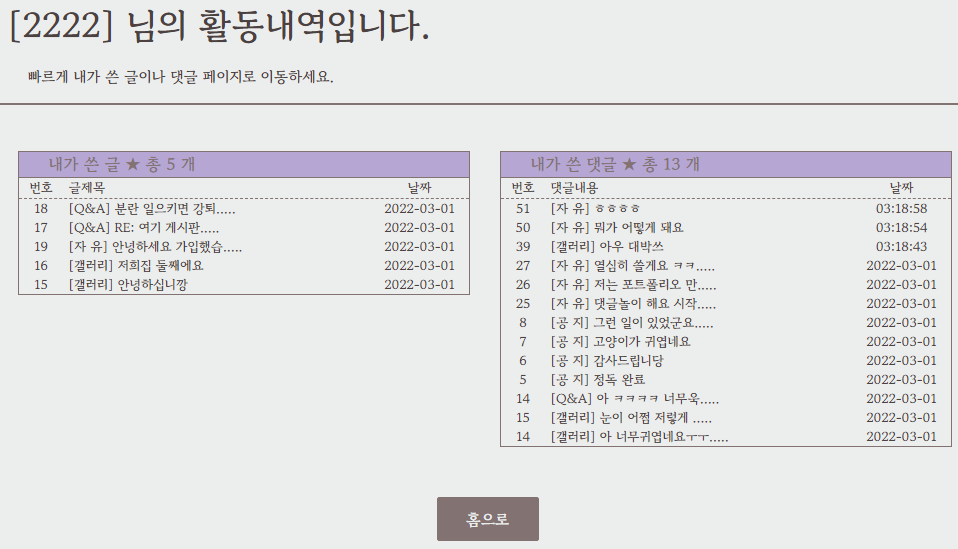 [2222] 님의 활동내역입니다.
빠르게 내가 쓴 글이나 댓글 페이지로 이동하세요.
내가 쓴 글 ★ 총 5 개
번호 글제목 날짜
18 [Q&A] 분란 일으키면 강퇴..... 2022-03-01
17 [Q&A] RE: 여기 게시판..... 2022-03-01
19 [자 유] 안녕하세요 가입했습..... 2022-03-01
16 [갤러리] 저희집 둘째에요 2022-03-01
15 [갤러리] 안녕하십니깡 2022-03-01
내가 쓴 댓글 ★ 총 13 개
번호 댓글내용 날짜
51 [자 유] ㅎㅎㅎㅎ 03:18:58
50 [자 유] 뭐가 어떻게 돼요 03:18:54
39 [갤러리] 아우 대박쓰 03:18:43
27 [자 유] 열심히 쓸게요 ㅋㅋ..... 2022-03-01
26 [자 유] 저는 포트폴리오 만..... 2022-03-01
25 [자 유] 댓글놀이 해요 시작..... 2022-03-01
8 [공 지] 그런 일이 있었군요..... 2022-03-01
7 [공 지] 고양이가 귀엽네요 2022-03-01
6 [공 지] 감사드립니당 2022-03-01
5 [공 지] 정독 완료 2022-03-01
14 [Q&A] 아 ㅋㅋㅋㅋ 너무욱..... 2022-03-01
15 [갤러리] 눈이 어쩜 저렇게 ..... 2022-03-01
14 [갤러리] 아 너무귀엽네요ㅜㅜ..... 2022-03-01
홈으로